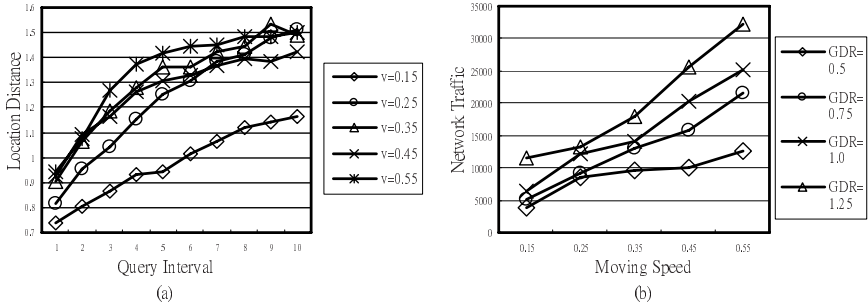 1.6
1.5
1.4
1.3
1.2
1.1
1
0.9
0.8
0.7
Location Distance
1 2 3 4 5 6 7 8 9 10
Query Interval
(a)
v=0.15
v=0.25
v=0.35
v=0.45
v=0.55
35000
30000
25000
20000
15000
10000
5000
0
Network Traffic
0.15 0.25 0.35 0.45 0.55
Moving Speed
(b)
GDR=
0.5
GDR=
0.75
GDR=
1.0
GDR=
1.25